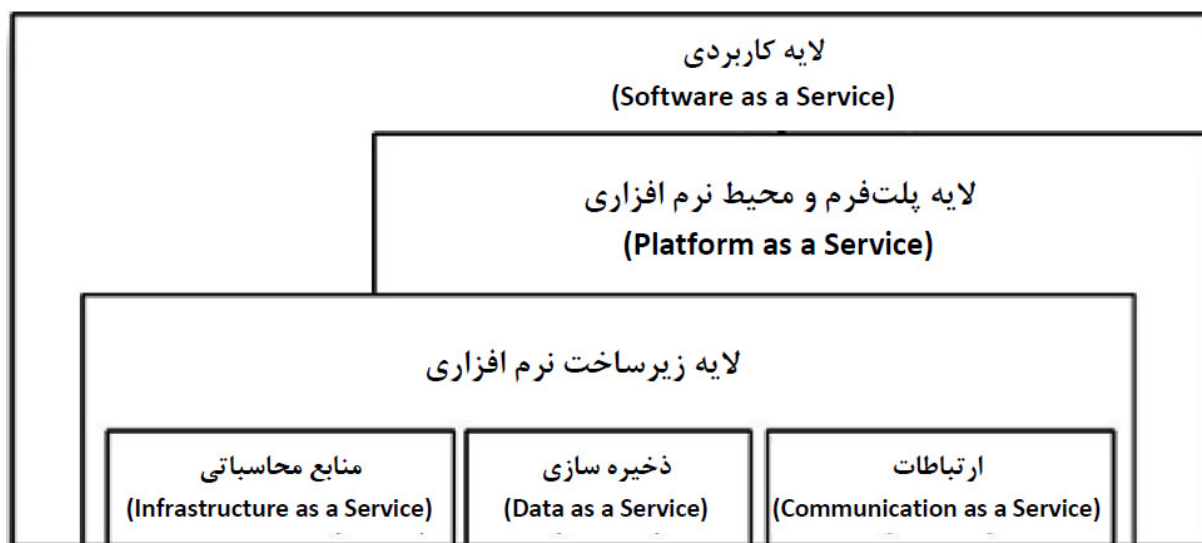 لایه کاربردی
(Software as a Service)
لایه پلت‌فرم و محیط نرم افزاری
(Platform as a Service)
لایه زیرساخت نرم افزاری
ارتباطات
(Communication as a Service)
ذخیره سازی
(Data as a Service)
منابع محاسباتی
(Infrastructure as a Service)